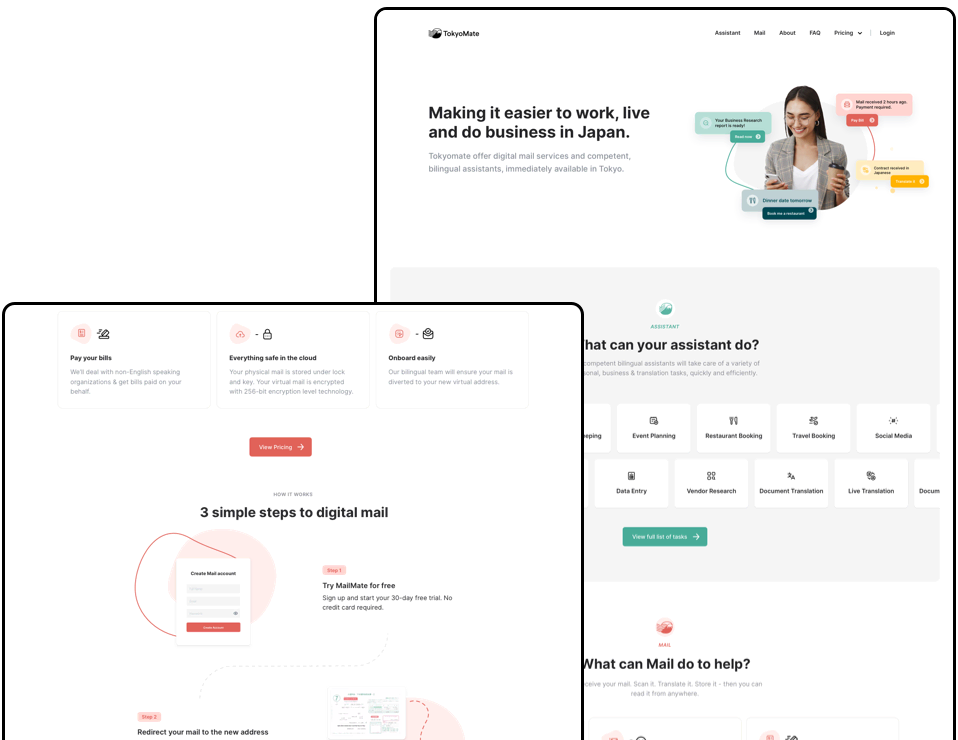 TokyoMate
Assistant Mail About FAQ Pricing Login
Making it easier to work, live
and do business in Japan.
Tokyomate offer digital mail services and competent,
bilingual assistants, immediately available in Tokyo.
Your Business Research
report is ready!
Read now
Mail received 2 hours ago.
Payment required.
Pay Bill
Contract received in
Japanese
Translate it
Dinner date tomorrow
Book me a restaurant
ASSISTANT
hat can your assistant do?
competent bilingual assistants will take care of a variety of
onal, business & translation tasks, quickly and efficiently.
eping
Event Planning
Restaurant Booking
Travel Booking
Social Media
Data Entry
Vendor Research
Document Translation
Live Translation
Docum
View full list of tasks
MAIL
What can Mail do to help?
ceive your mail. Scan it. Translate it. Store it - then you can
read it from anywhere.
Pay your bills
We'll deal with non-English speaking
organizations & get bills paid on your
behalf.
Everything safe in the cloud
Your physical mail is stored under lock
and key. Your virtual mail is encrypted
with 256-bit encryption level technology.
Onboard easily
Our bilingual team will ensure your mail is
diverted to your new virtual address.
View Pricing
HOW IT WORKS
3 simple steps to digital mail
Create Mail account
Step 1
Try MailMate for free
Sign up and start your 30-day free trial. No
credit card required.
Step 2
Redirect your mail to the new address